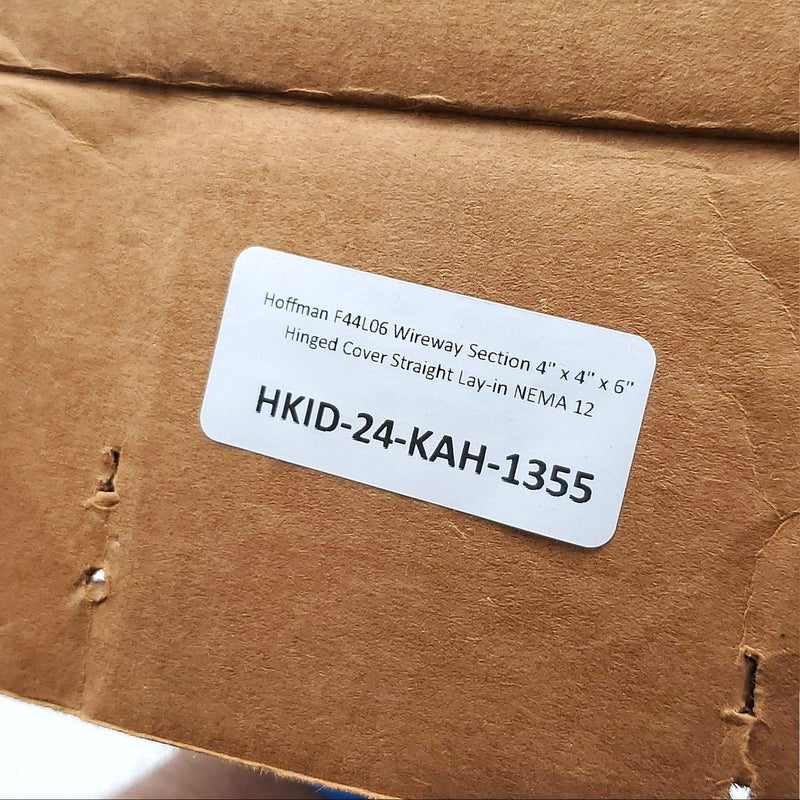 Hoffman F44L06 Wireway Section 4" x 4" x 6"
Hinged Cover Straight Lay-in NEMA 12
HKID-24-KAH-1355